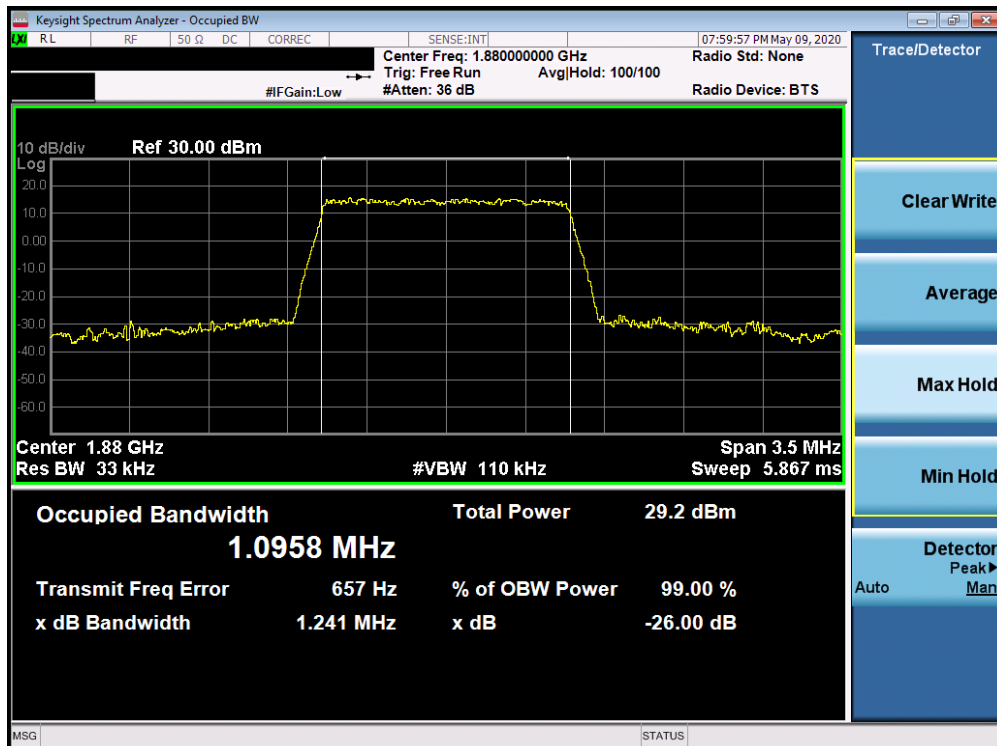 Keysight Spectrum Analyzer - Occupied BW
LXI RL RF 50 Ω DC CORREC SENSE:INT 07:59:57 PM May 09, 2020
Center Freq: 1.880000000 GHz Radio Std: None
Trig: Free Run Avg|Hold: 100/100
#IFGain:Low #Atten: 36 dB Radio Device: BTS
10 dB/div Ref 30.00 dBm
Log
20.0
10.0
0.00
-10.0
-20.0
-30.0
-40.0
-50.0
-60.0
Center 1.88 GHz Span 3.5 MHz
Res BW 33 kHz #VBW 110 kHz Sweep 5.867 ms
Occupied Bandwidth Total Power 29.2 dBm
1.0958 MHz
Transmit Freq Error 657 Hz % of OBW Power 99.00 %
x dB Bandwidth 1.241 MHz x dB -26.00 dB
MSG STATUS
Trace/Detector
Clear Write
Average
Max Hold
Min Hold
Detector
Peak▶
Auto Man